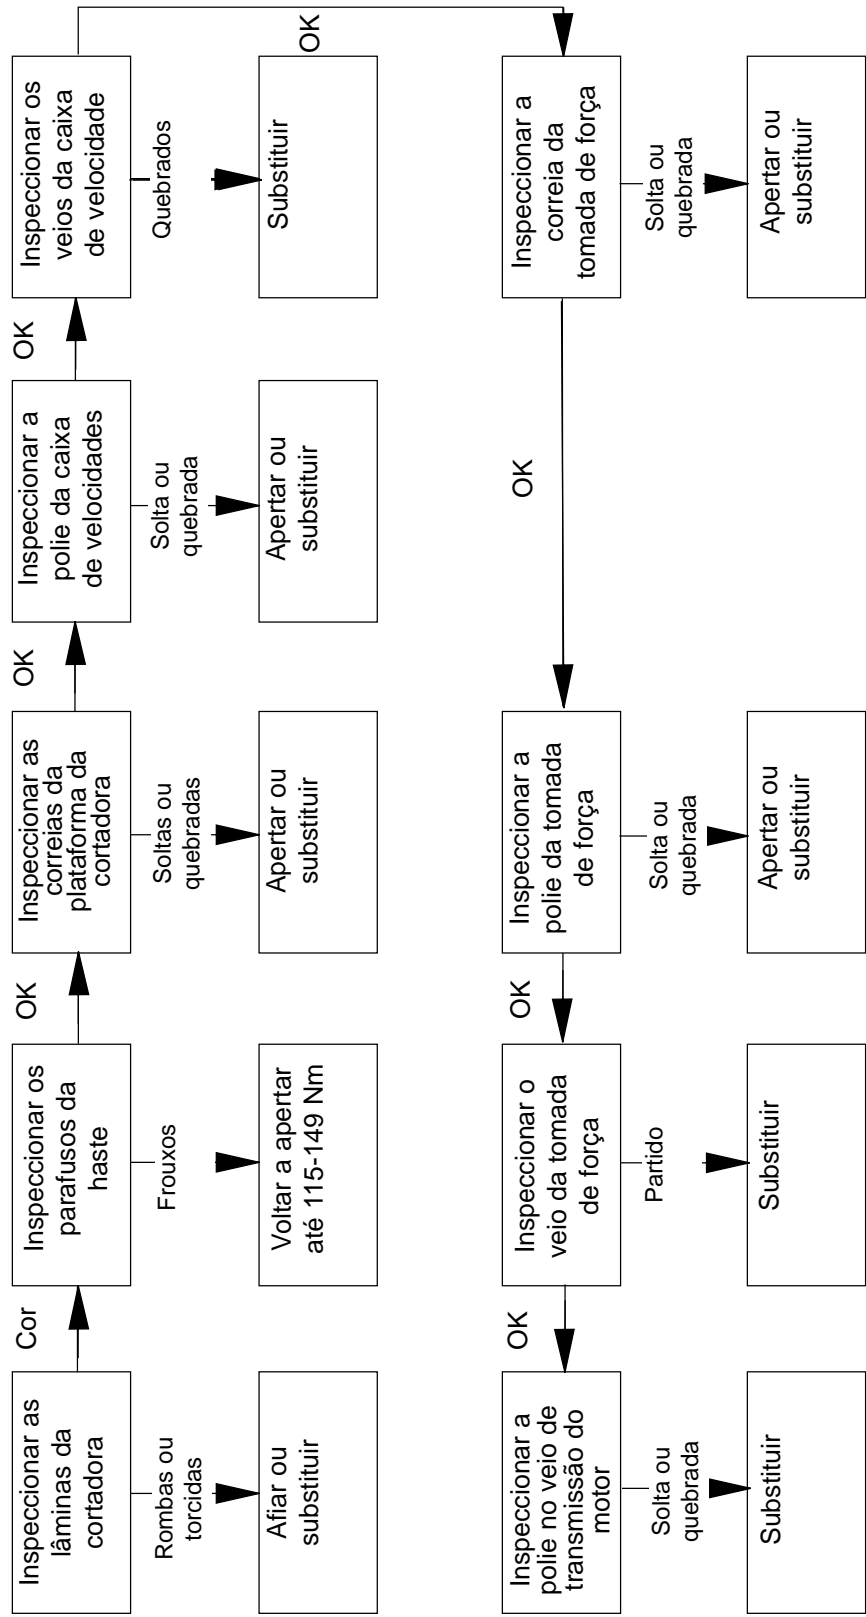 Inspeccionar as
lâminas da
cortadora
Cor
Rombas ou
torcidas
Afiar ou
substituir
Inspeccionar os
parafusos da
haste
OK
Frouxos
Voltar a apertar
até 115-149 Nm
Inspeccionar as
correias da
plataforma da
cortadora
OK
Soltas ou
quebradas
Apertar ou
substituir
Inspeccionar a
polie da caixa
de velocidades
OK
Solta ou
quebrada
Apertar ou
substituir
Inspeccionar os
veios da caixa
de velocidade
OK
Quebrados
Substituir
Inspeccionar a
correia da
tomada de força
OK
Solta ou
quebrada
Apertar ou
substituir
Inspeccionar a
polie da tomada
de força
OK
Solta ou
quebrada
Apertar ou
substituir
Inspeccionar o
veio da tomada
de força
OK
Partido
Substituir
Inspeccionar a
polie no veio de
transmissão do
motor
Solta ou
quebrada
Substituir